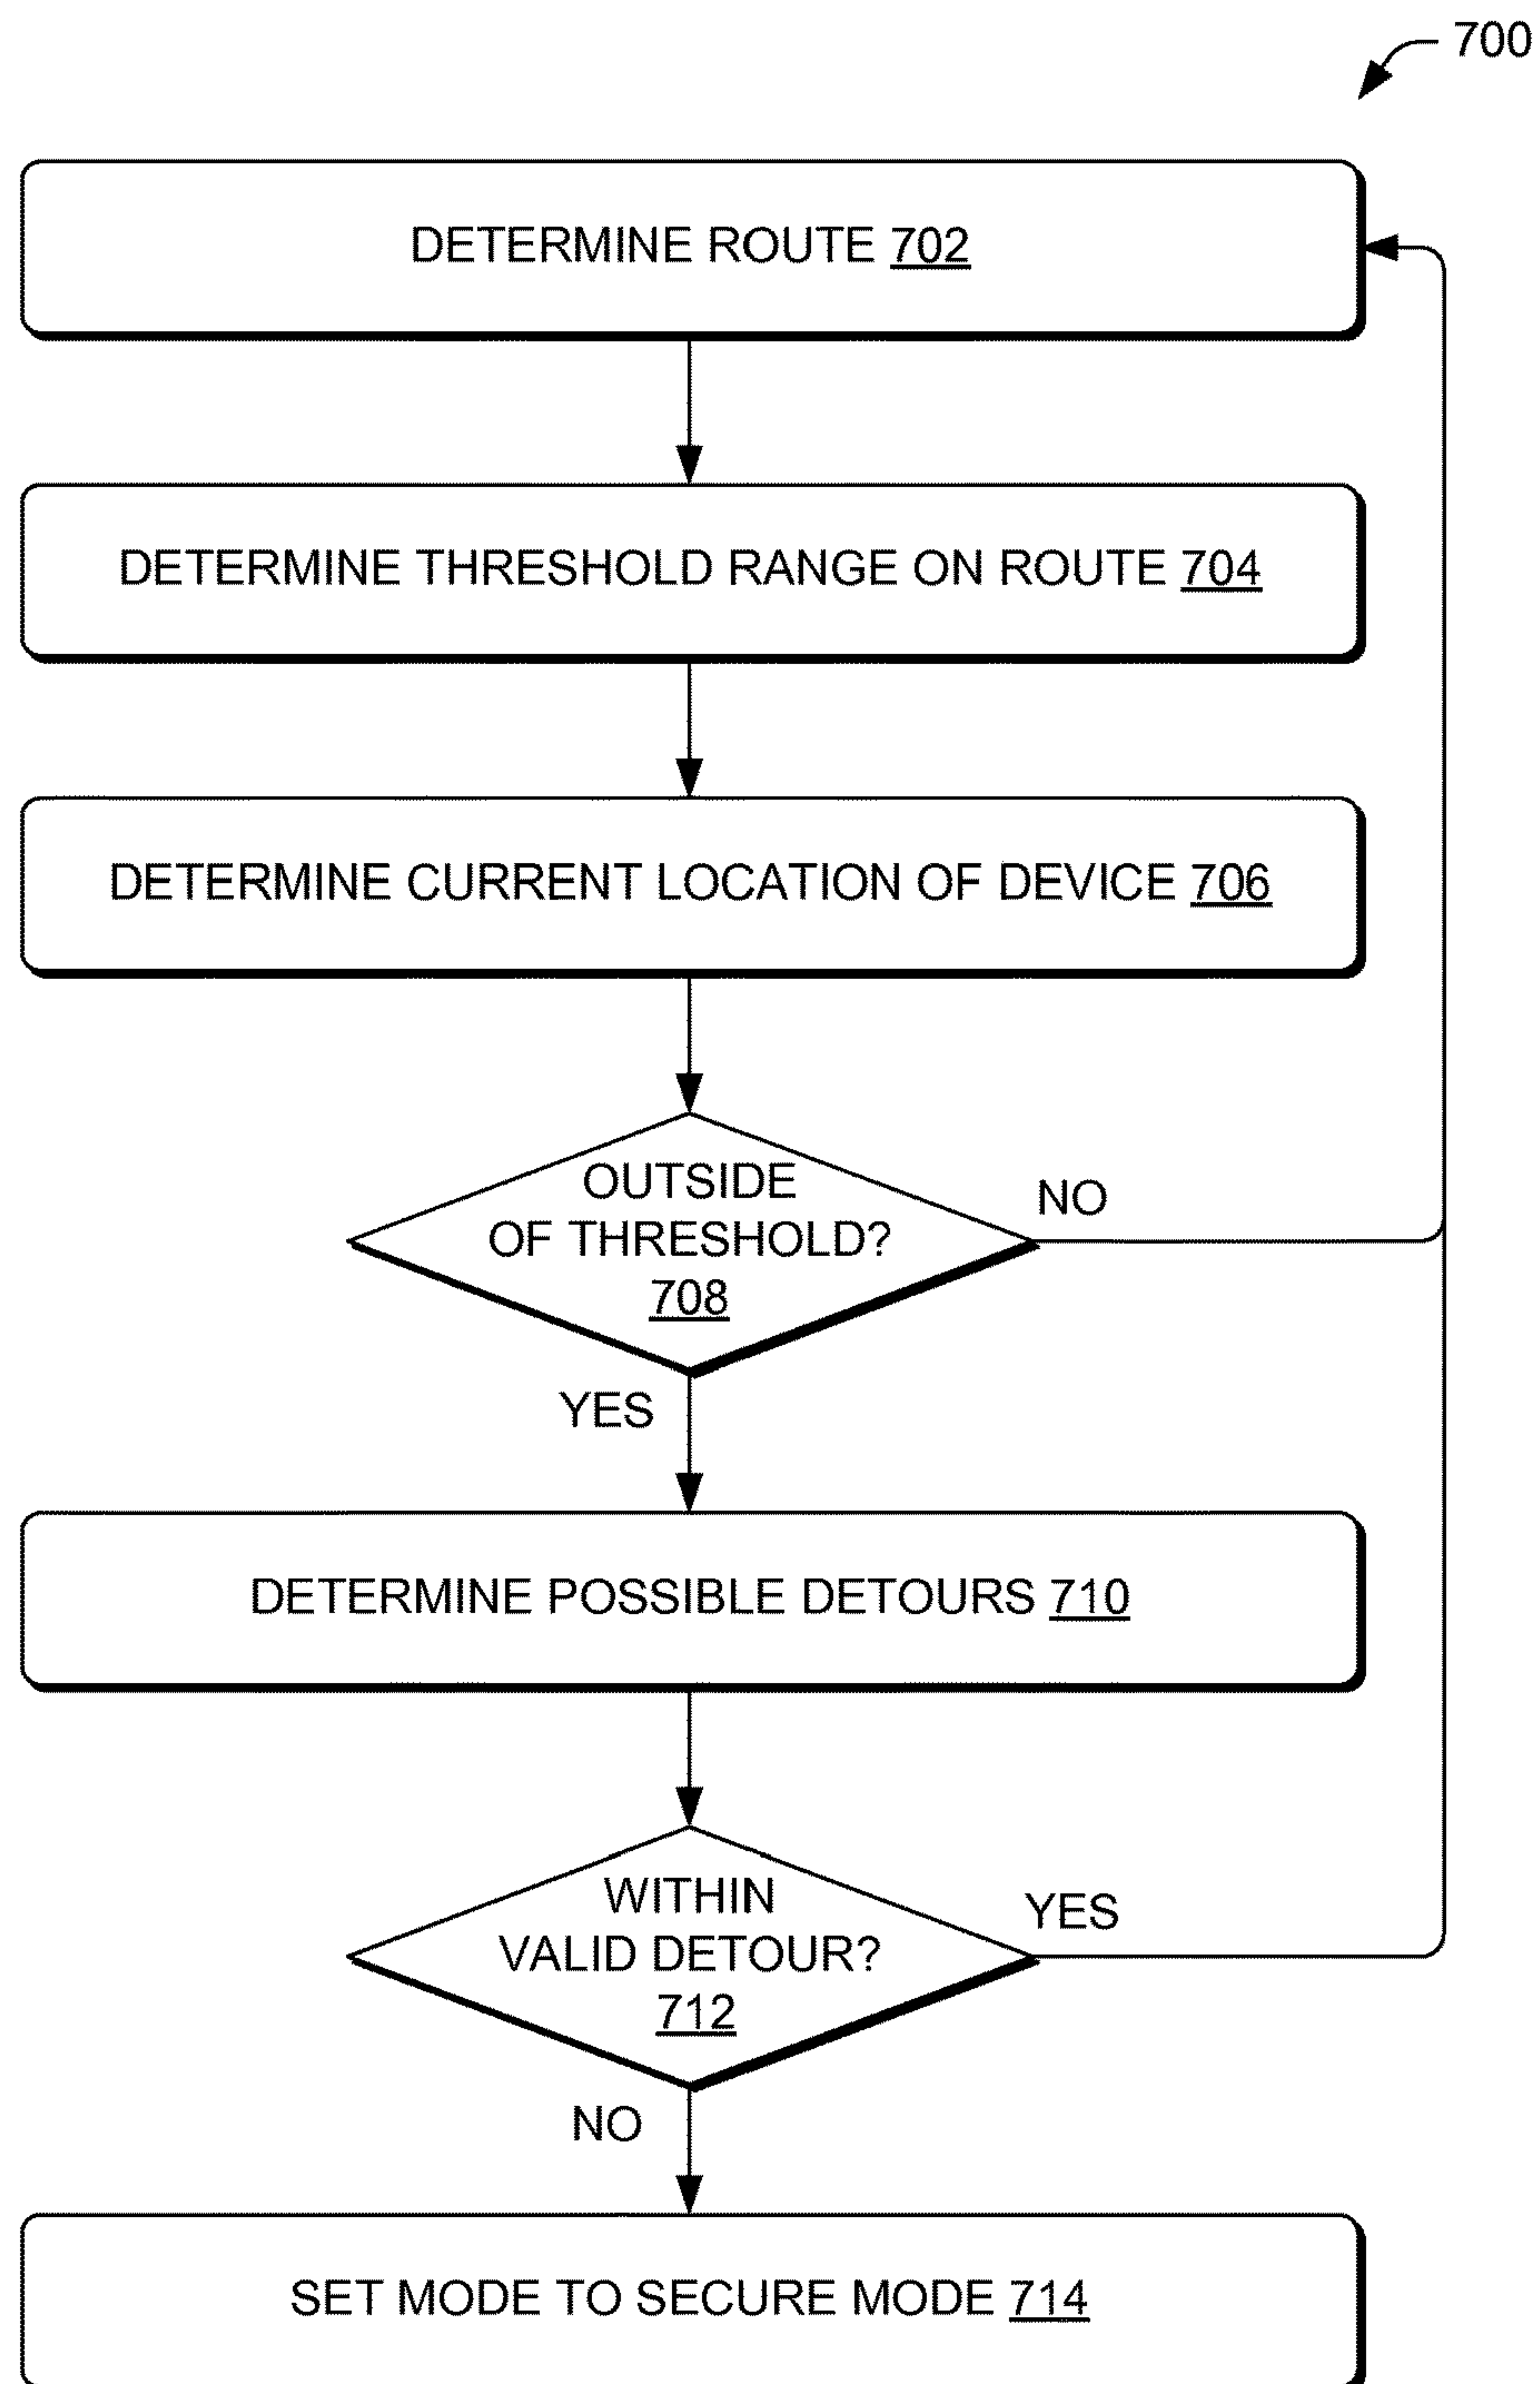 700
DETERMINE ROUTE 702
DETERMINE THRESHOLD RANGE ON ROUTE 704
DETERMINE CURRENT LOCATION OF DEVICE 706
OUTSIDE
OF THRESHOLD?
708
NO
YES
DETERMINE POSSIBLE DETOURS 710
WITHIN
VALID DETOUR?
712
YES
NO
SET MODE TO SECURE MODE 714